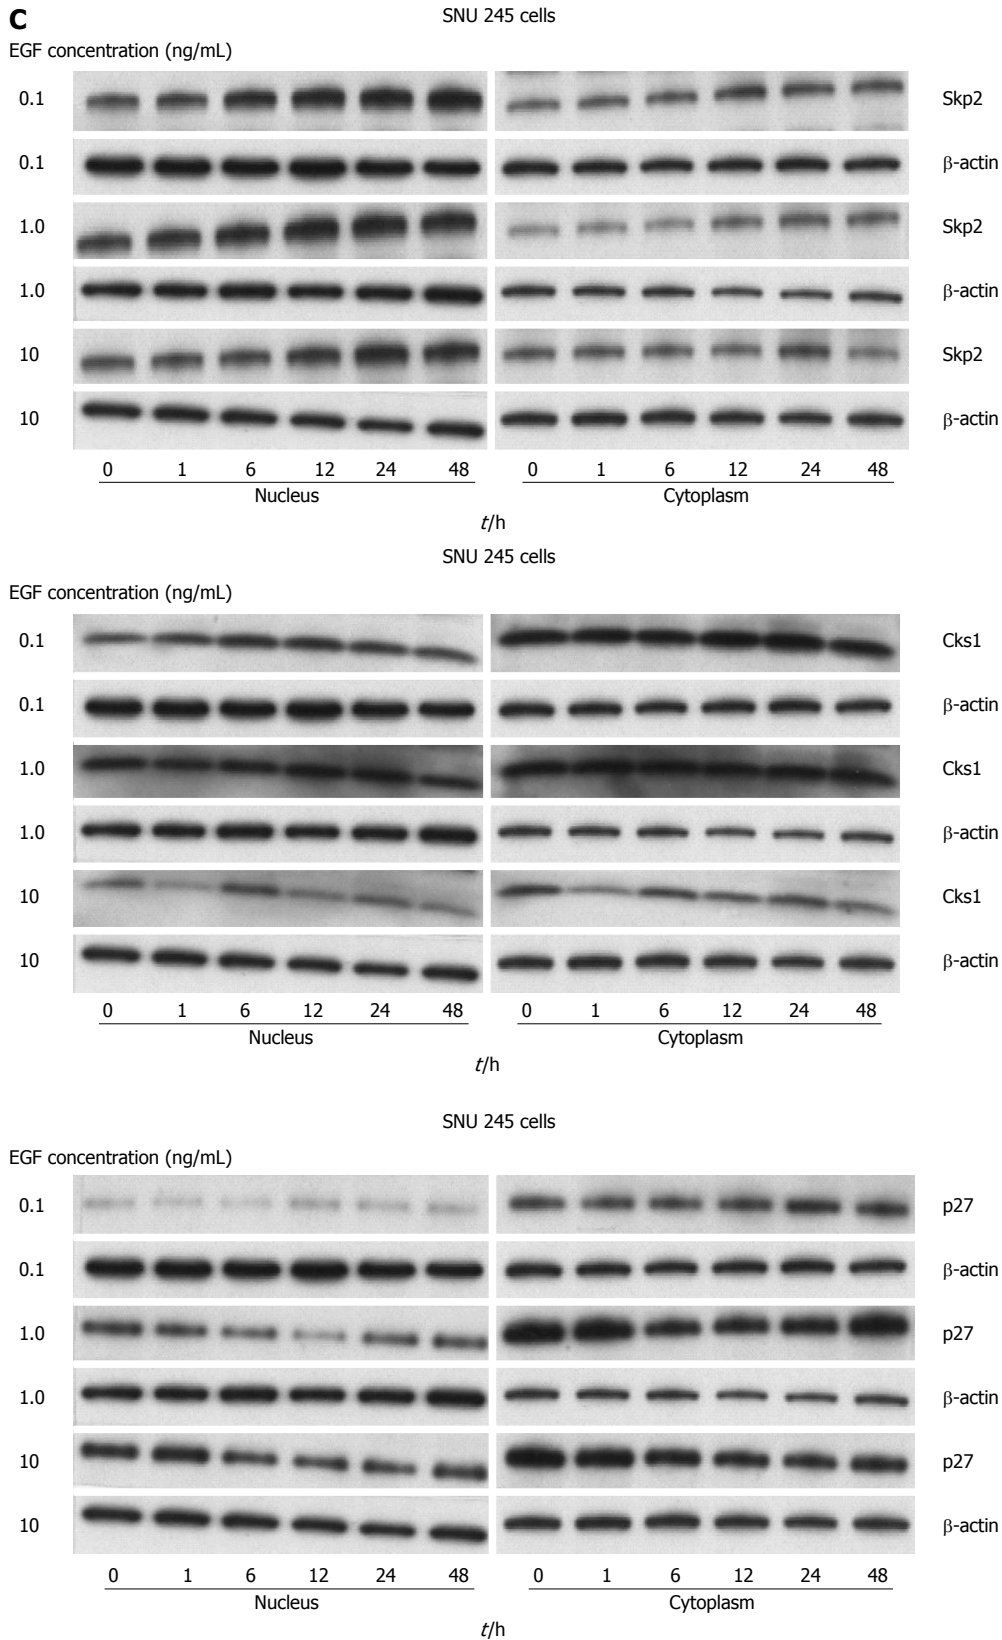 C
SNU 245 cells
EGF concentration (ng/mL)
0.1 Skp2
0.1 β-actin
1.0 Skp2
1.0 β-actin
10 Skp2
10 β-actin
0 1 6 12 24 48 0 1 6 12 24 48
Nucleus Cytoplasm
t/h
SNU 245 cells
EGF concentration (ng/mL)
0.1 Cks1
0.1 β-actin
1.0 Cks1
1.0 β-actin
10 Cks1
10 β-actin
0 1 6 12 24 48 0 1 6 12 24 48
Nucleus Cytoplasm
t/h
SNU 245 cells
EGF concentration (ng/mL)
0.1 p27
0.1 β-actin
1.0 p27
1.0 β-actin
10 p27
10 β-actin
0 1 6 12 24 48 0 1 6 12 24 48
Nucleus Cytoplasm
t/h